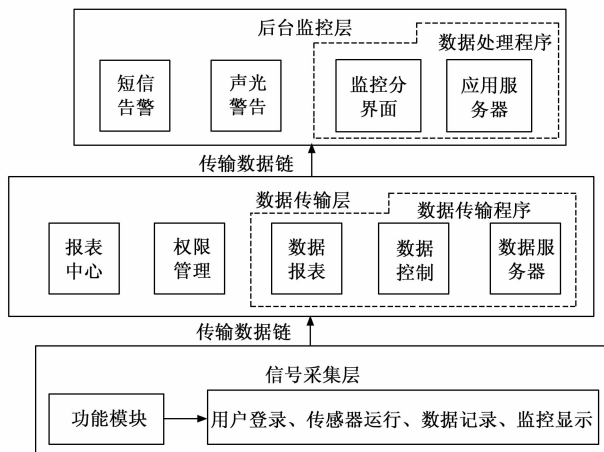 后台监控层
数据处理程序
短信
告警
声光
警告
监控分
界面
应用服
务器
传输数据链
数据传输层
数据传输程序
报表
中心
权限
管理
数据
报表
数据
控制
数据服
务器
传输数据链
信号采集层
功能模块
用户登录、传感器运行、数据记录、监控显示